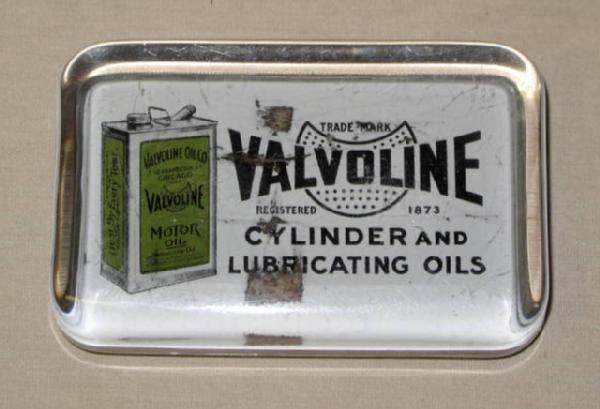 VALVOLINE OIL CO
CHICAGO
VALVOLINE
MOTOR
OIL
TRADE MARK
VALVOLINE
REGISTERED 1873
CYLINDER AND
LUBRICATING OILS